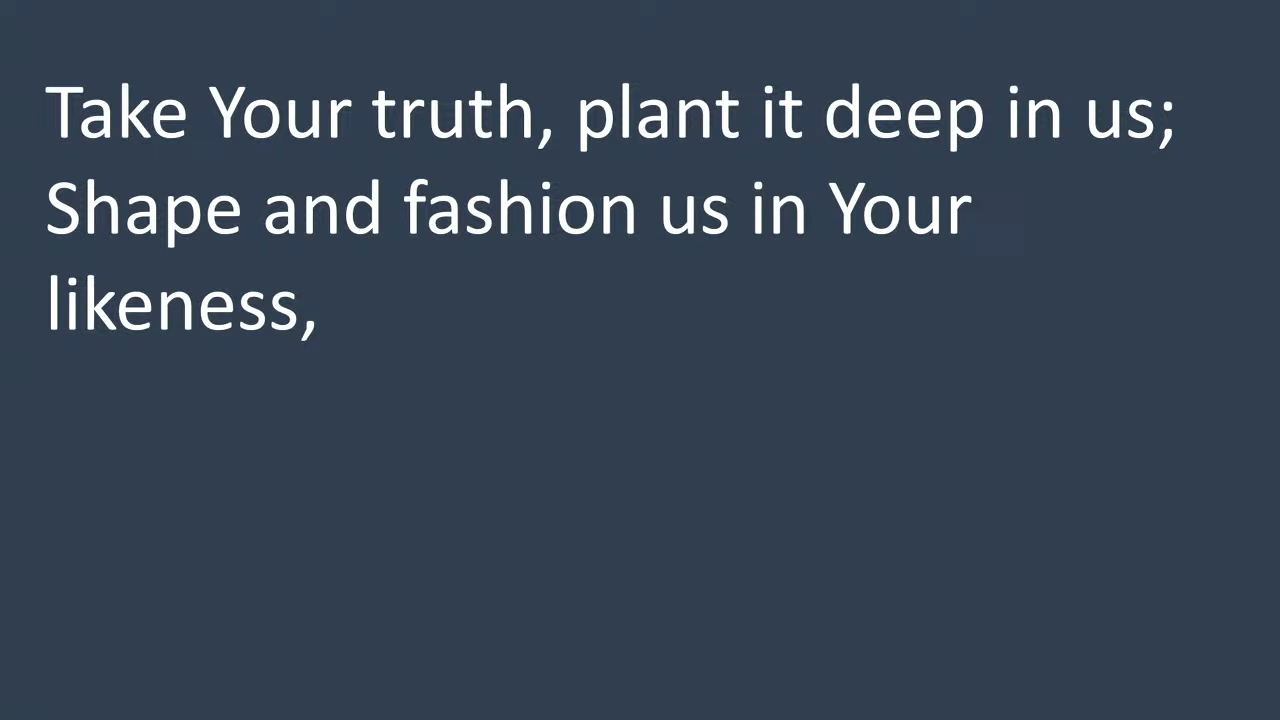 Take Your truth, plant it deep in us;
Shape and fashion us in Your
likeness,